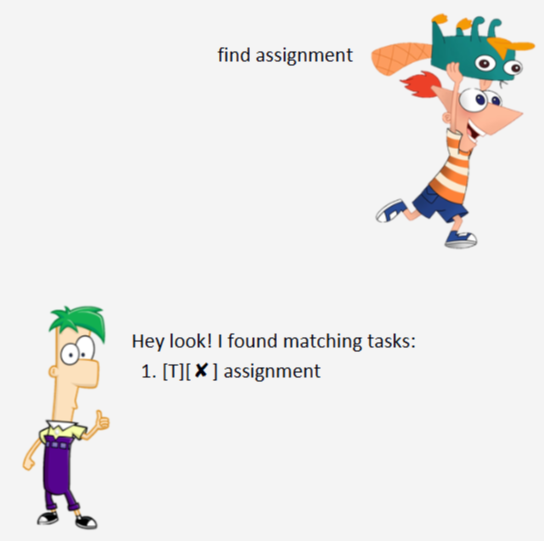 find assignment
Hey look! I found matching tasks:
1. [T][✘] assignment